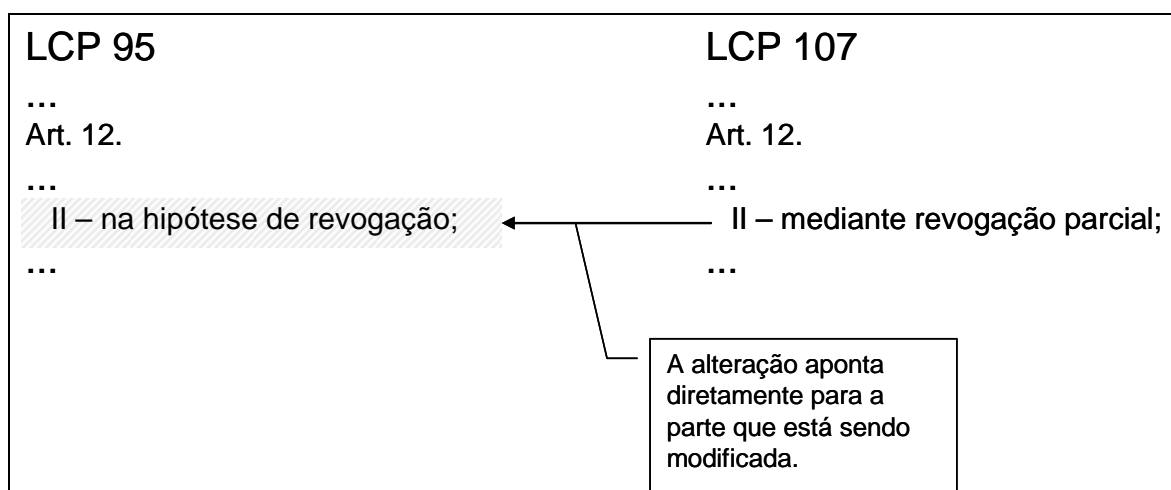 LCP 95
...
Art. 12.
...
II – na hipótese de revogação;
...
LCP 107
...
Art. 12.
...
II – mediante revogação parcial;
...
A alteração aponta
diretamente para a
parte que está sendo
modificada.